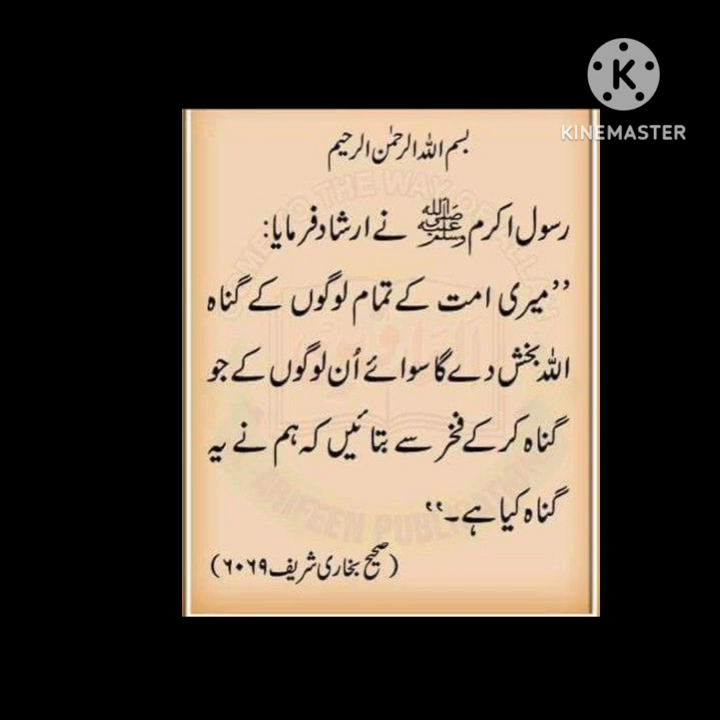 KINEMASTER
بسم اللہ الرحمٰن الرحیم
رسول اکرم ﷺ نے ارشاد فرمایا:
’’میری امت کے تمام لوگوں کے گناہ
اللہ بخش دے گا سوائے اُن لوگوں کے جو
گناہ کر کے فخر سے بتائیں کہ ہم نے یہ
گناہ کیا ہے۔‘‘
(صحیح بخاری شریف ۶۰۶۹)